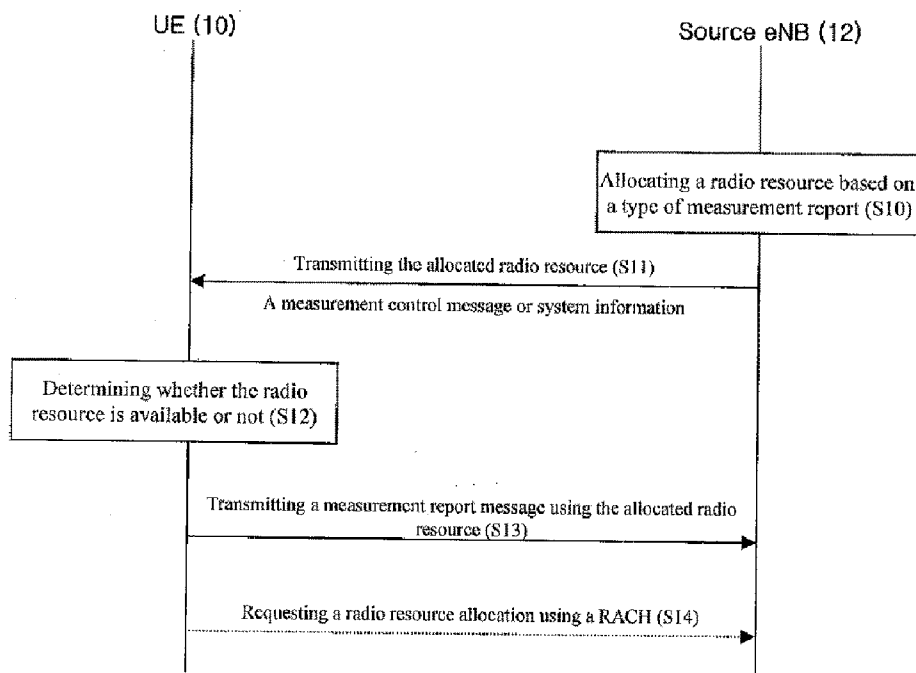 UE (10)
Source eNB (12)
Allocating a radio resource based on
a type of measurement report (S10)
Transmitting the allocated radio resource (S11)
A measurement control message or system information
Determining whether the radio
resource is available or not (S12)
Transmitting a measurement report message using the allocated radio
resource (S13)
Requesting a radio resource allocation using a RACH (S14)